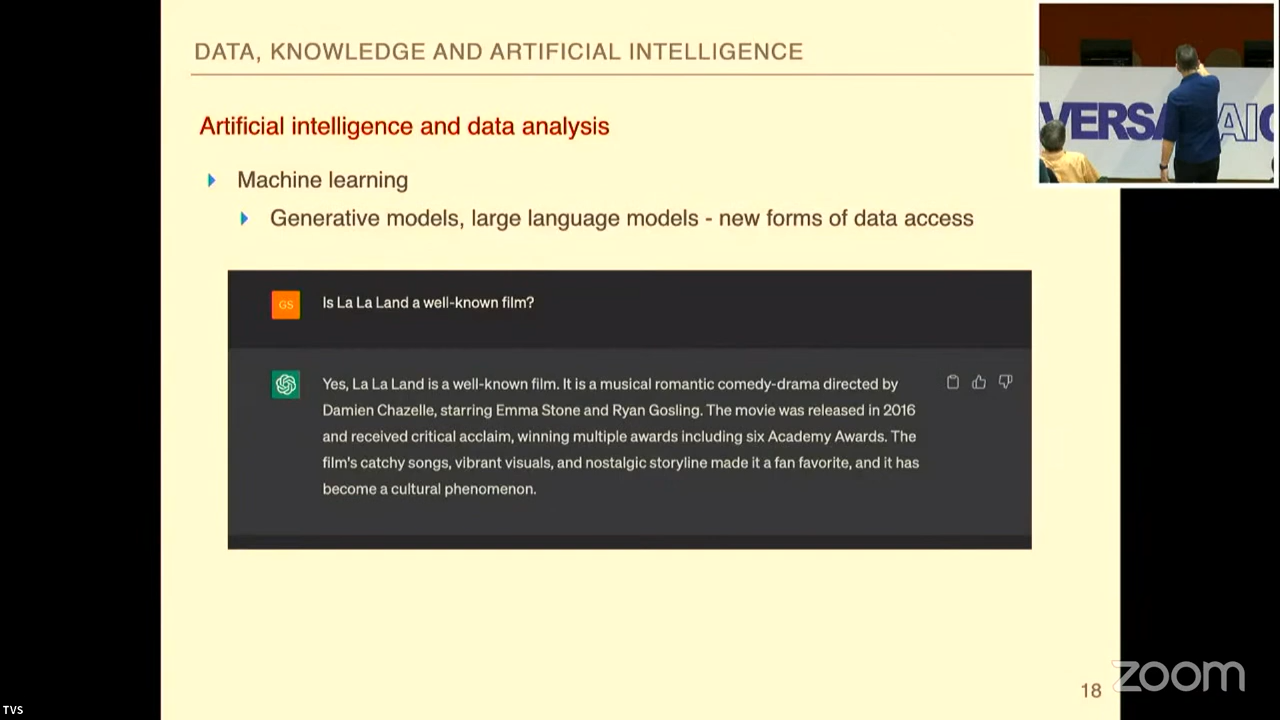 DATA, KNOWLEDGE AND ARTIFICIAL INTELLIGENCE
Artificial intelligence and data analysis
Machine learning
Generative models, large language models - new forms of data access
GS
Is La La Land a well-known film?
Yes, La La Land is a well-known film. It is a musical romantic comedy-drama directed by
Damien Chazelle, starring Emma Stone and Ryan Gosling. The movie was released in 2016
and received critical acclaim, winning multiple awards including six Academy Awards. The
film's catchy songs, vibrant visuals, and nostalgic storyline made it a fan favorite, and it has
become a cultural phenomenon.
18
zoom
TVS